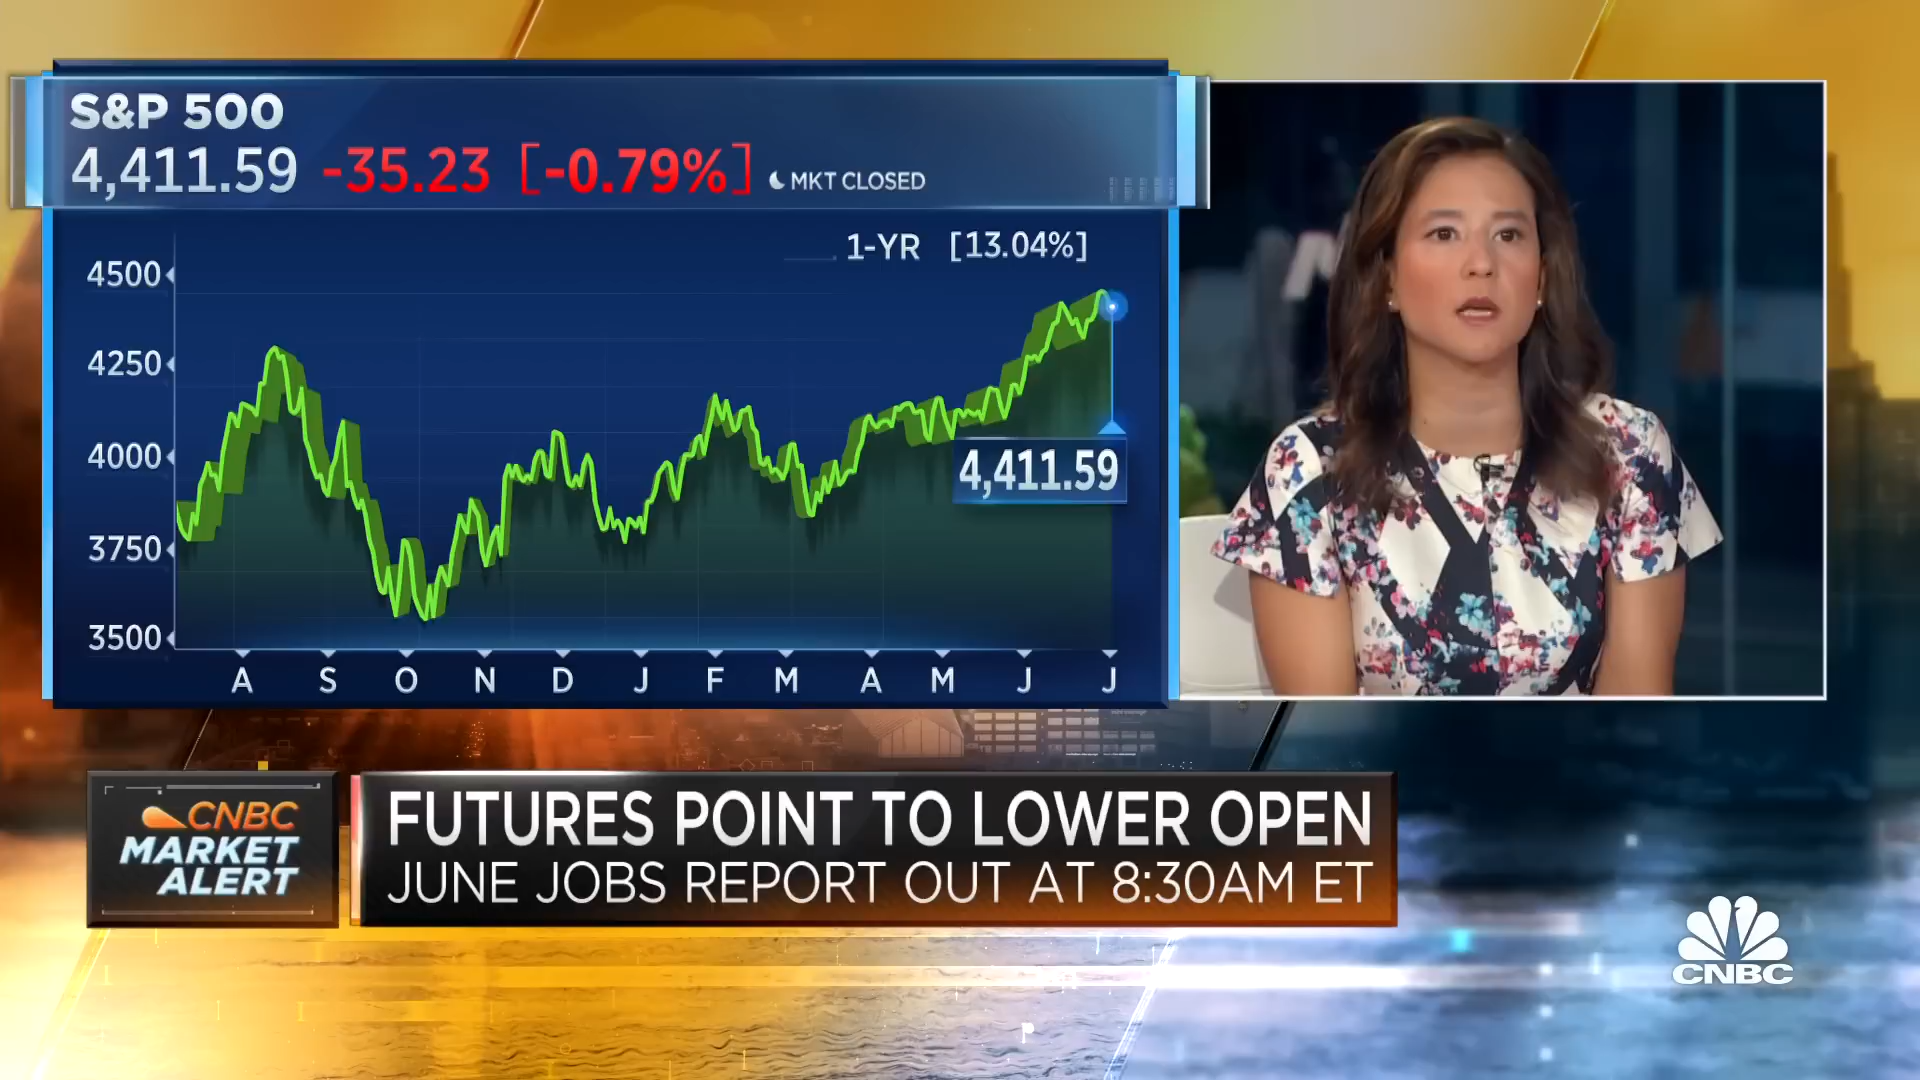 S&P 500
4,411.59 -35.23 [-0.79%] MKT CLOSED
1-YR [13.04%]
4500
4250
4000
3750
3500
4,411.59
A S O N D J F M A M J J
CNBC
MARKET
ALERT
FUTURES POINT TO LOWER OPEN
JUNE JOBS REPORT OUT AT 8:30AM ET
CNBC